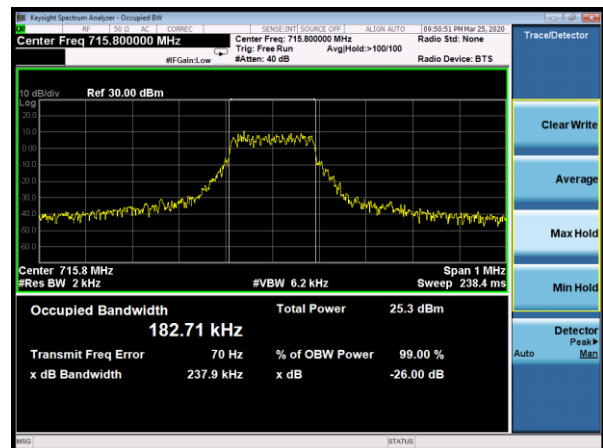 Keysight Spectrum Analyzer - Occupied BW
RF 50 Ω AC CORREC SENSE:INT SOURCE OFF ALIGN AUTO 09:50:51 PM Mar 25, 2020
Center Freq 715.800000 MHz Center Freq: 715.800000 MHz Radio Std: None
Trig: Free Run Avg|Hold:>100/100
#IFGain:Low #Atten: 40 dB Radio Device: BTS
Trace/Detector
10 dB/div Ref 30.00 dBm
Log
20.0
10.0
0.00
-10.0
-20.0
-30.0
-40.0
-50.0
-60.0
Center 715.8 MHz Span 1 MHz
#Res BW 2 kHz #VBW 6.2 kHz Sweep 238.4 ms
Occupied Bandwidth Total Power 25.3 dBm
182.71 kHz
Transmit Freq Error 70 Hz % of OBW Power 99.00 %
x dB Bandwidth 237.9 kHz x dB -26.00 dB
Clear Write
Average
Max Hold
Min Hold
Detector
Peak▶
Auto Man
MSG STATUS